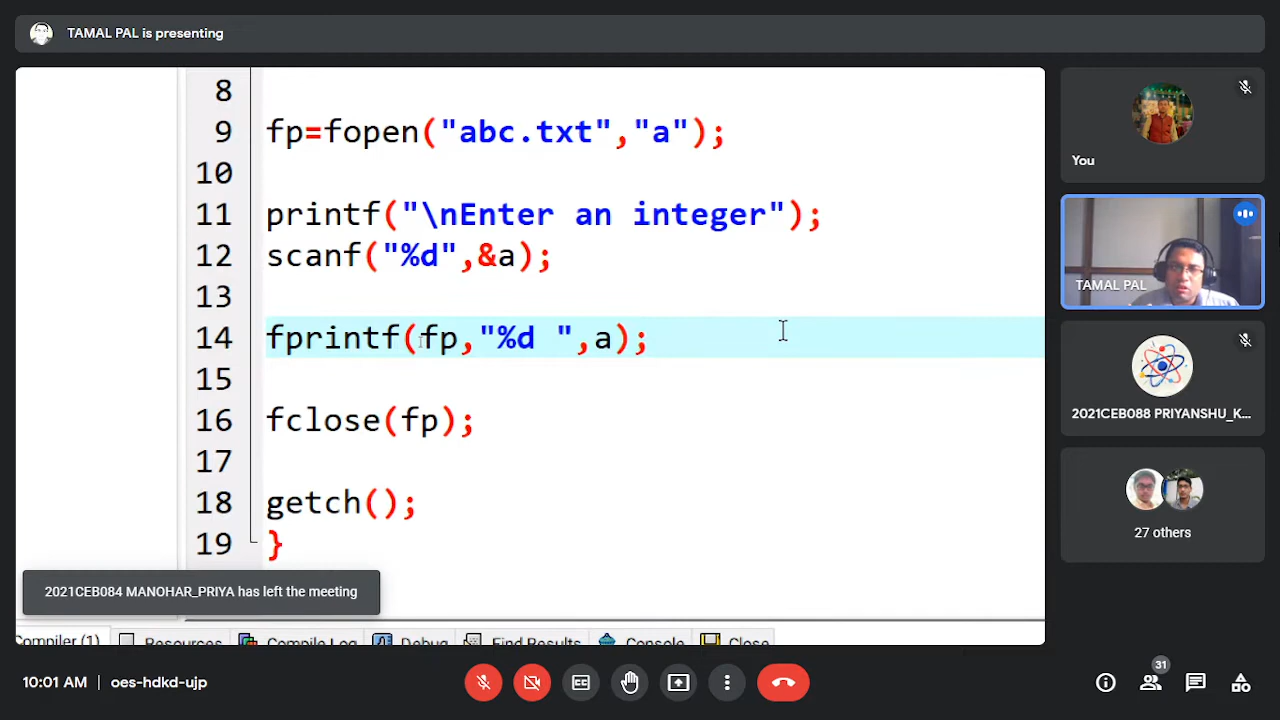 TAMAL PAL is presenting
8
9 fp=fopen("abc.txt","a");
10
11 printf("\nEnter an integer");
12 scanf("%d",&a);
13
14 fprintf(fp,"%d ",a);
15
16 fclose(fp);
17
18 getch();
19 }
2021CEB084 MANOHAR_PRIYA has left the meeting
Compiler (1) Resources Compile Log Debug Find Results Console Close
You
TAMAL PAL
2021CEB088 PRIYANSHU_K...
27 others
10:01 AM | oes-hdkd-ujp
CC
31